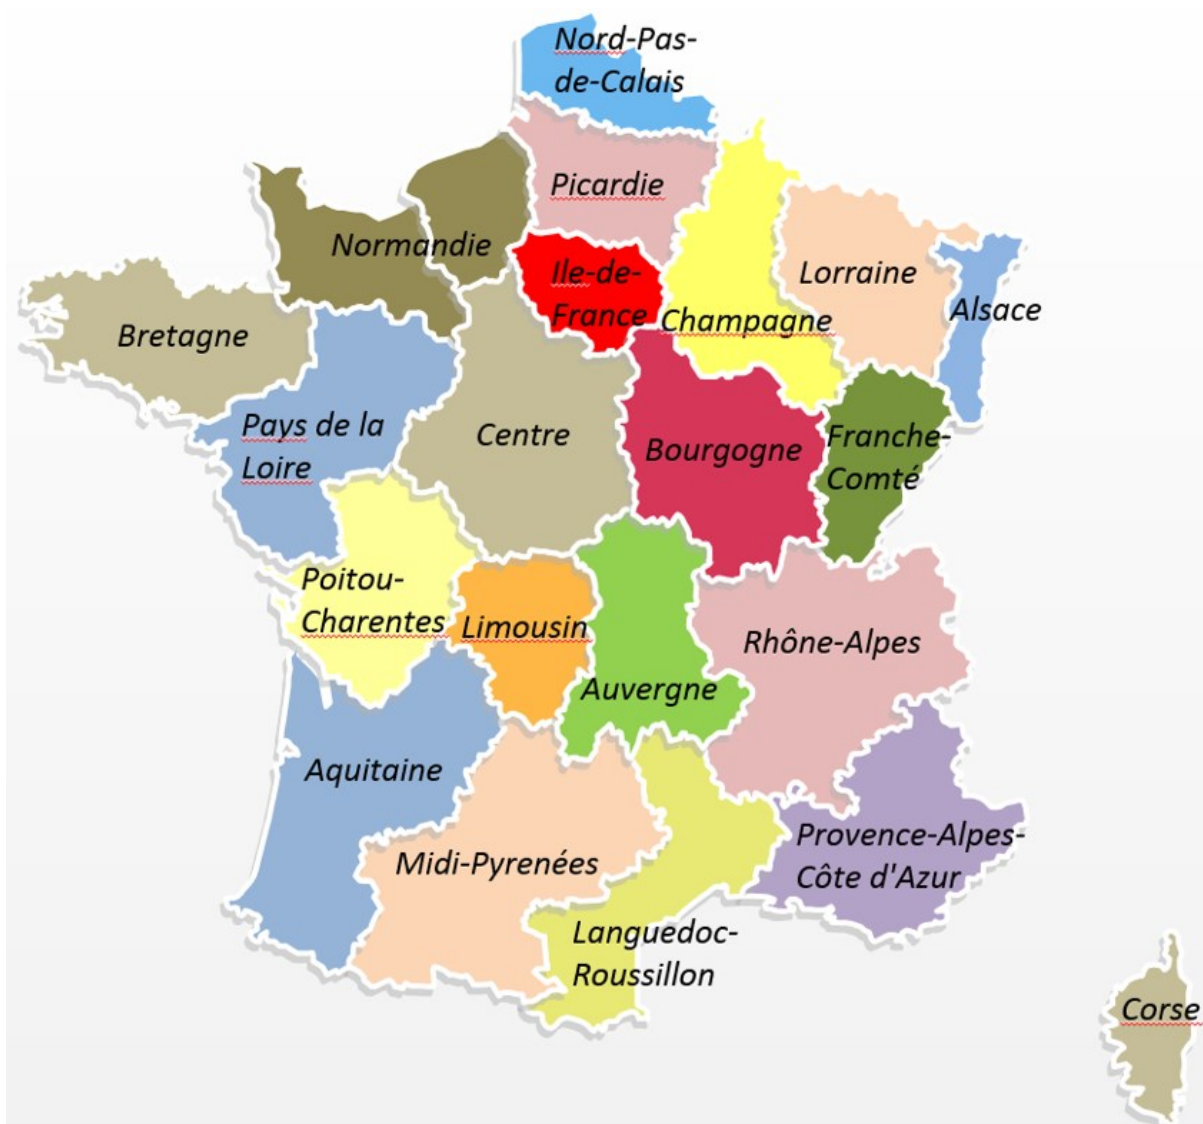 Nord-Pas-
de-Calais
Picardie
Normandie
Ile-de-
France
Champagne
Lorraine
Alsace
Bretagne
Pays de la
Loire
Centre
Bourgogne
Franche-
Comté
Poitou-
Charentes
Limousin
Auvergne
Rhône-Alpes
Aquitaine
Midi-Pyrenées
Provence-Alpes-
Côte d'Azur
Languedoc-
Roussillon
Corse